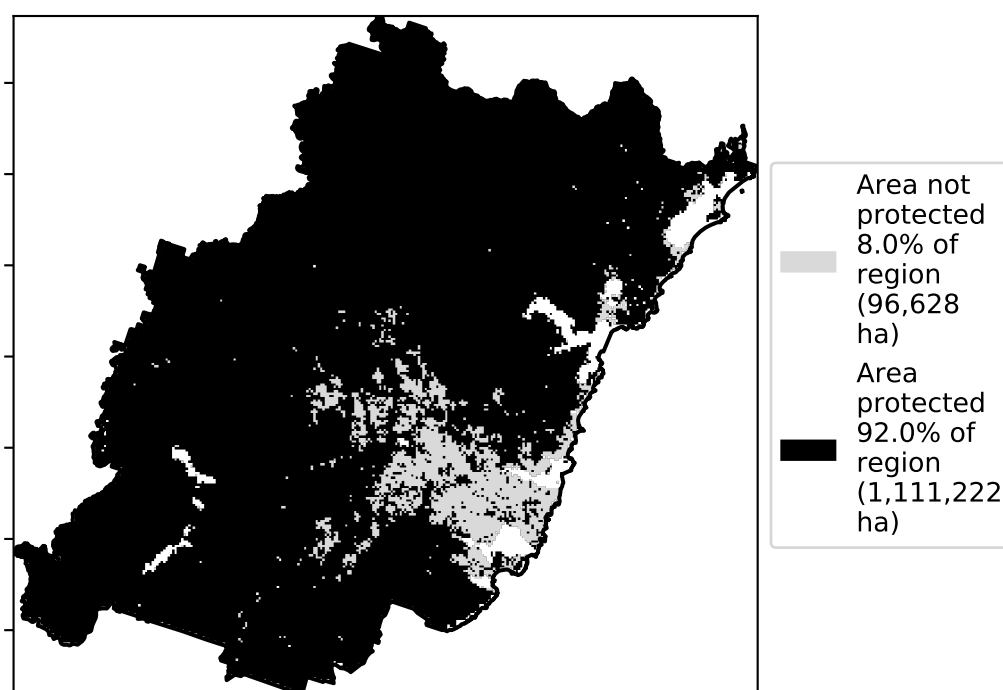 Area not
protected
8.0% of
region
(96,628
ha)
Area
protected
92.0% of
region
(1,111,222
ha)